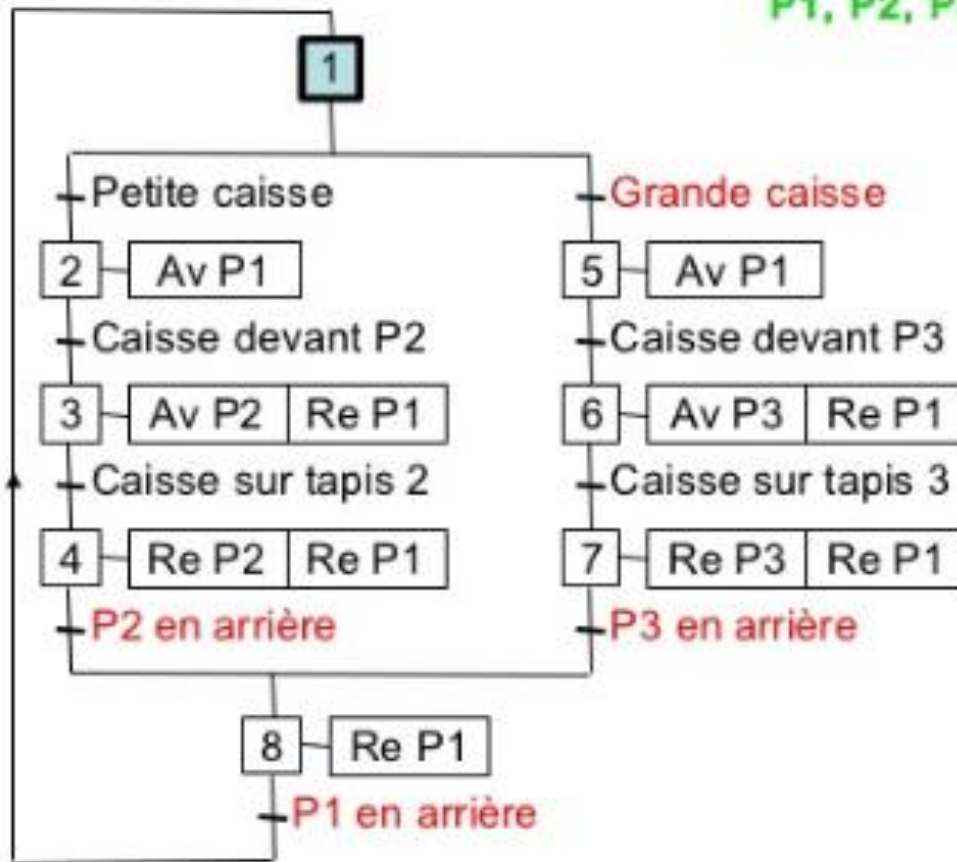 P1, P2, P
1
Petite caisse
Grande caisse
2 Av P1
5 Av P1
Caisse devant P2
Caisse devant P3
3 Av P2 Re P1
6 Av P3 Re P1
Caisse sur tapis 2
Caisse sur tapis 3
4 Re P2 Re P1
7 Re P3 Re P1
P2 en arrière
P3 en arrière
8 Re P1
P1 en arrière